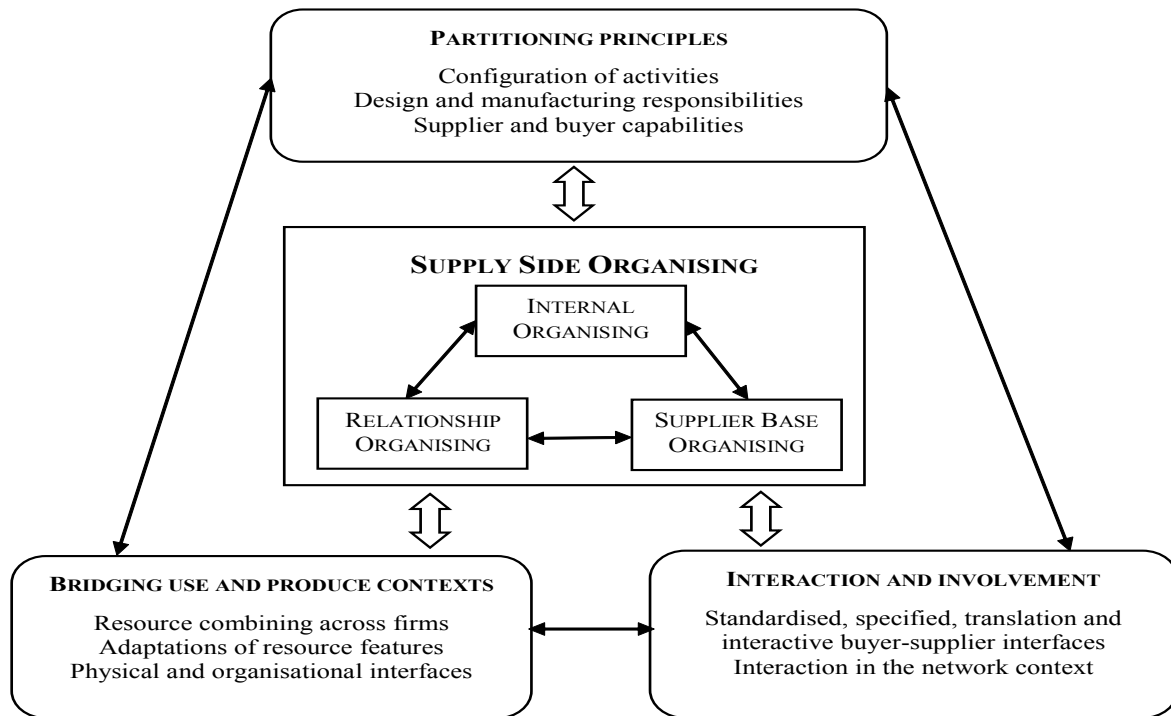 PARTITIONING PRINCIPLES
Configuration of activities
Design and manufacturing responsibilities
Supplier and buyer capabilities
SUPPLY SIDE ORGANISING
INTERNAL
ORGANISING
RELATIONSHIP
ORGANISING
SUPPLIER BASE
ORGANISING
BRIDGING USE AND PRODUCE CONTEXTS
Resource combining across firms
Adaptations of resource features
Physical and organisational interfaces
INTERACTION AND INVOLVEMENT
Standardised, specified, translation and
interactive buyer-supplier interfaces
Interaction in the network context